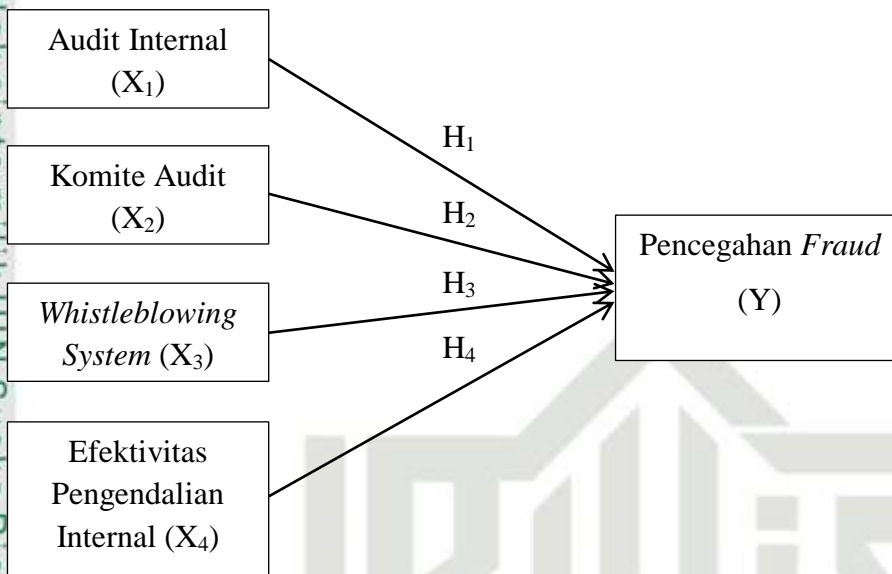 Audit Internal
(X₁)
H₁
Komite Audit
(X₂)
H₂
Pencegahan Fraud
(Y)
Whistleblowing
System (X₃)
H₃
H₄
Efektivitas
Pengendalian
Internal (X₄)